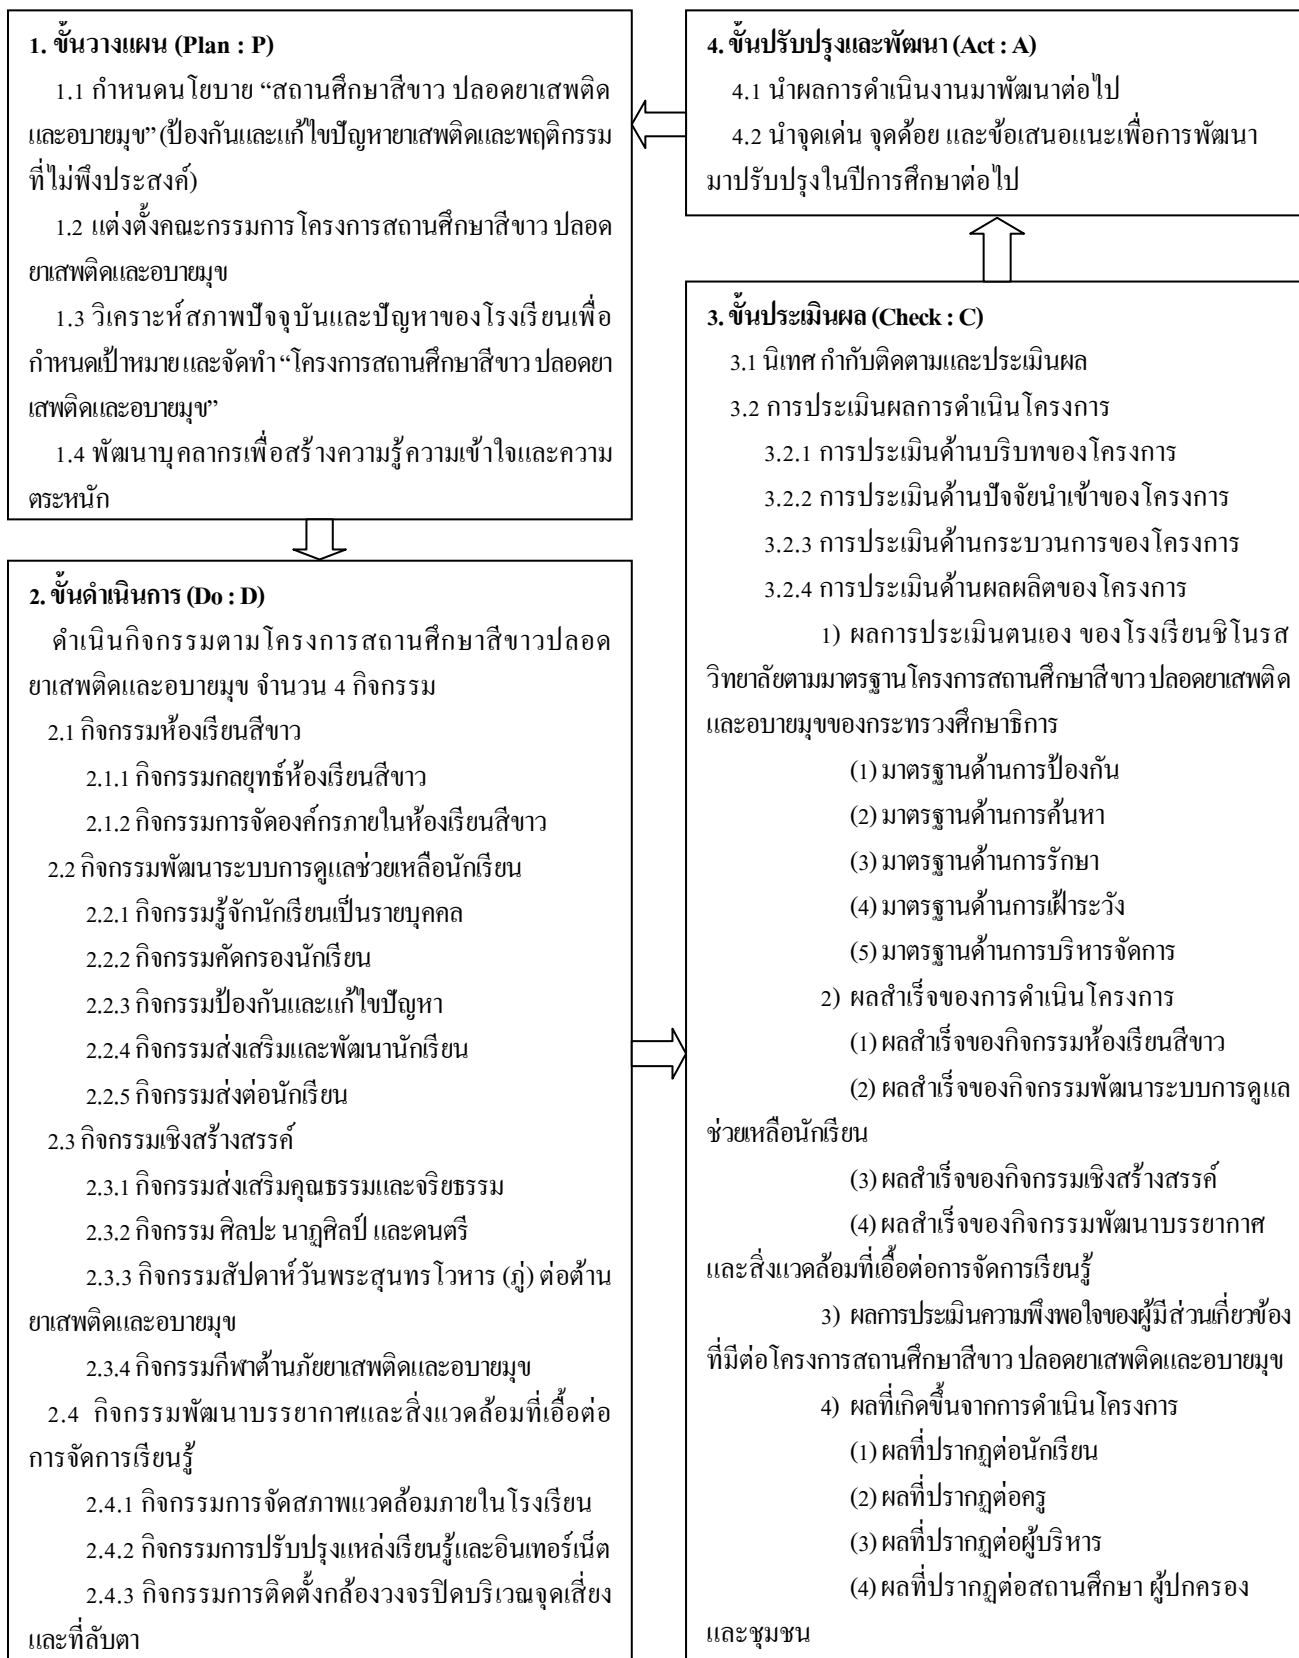 1. ขั้นวางแผน (Plan : P)
1.1 กำหนดนโยบาย “สถานศึกษาสีขาว ปลอดยาเสพติด
และอบายมุข” (ป้องกันและแก้ไขปัญหายาเสพติดและพฤติกรรม
ที่ไม่พึงประสงค์)
1.2 แต่งตั้งคณะกรรมการโครงการสถานศึกษาสีขาว ปลอด
ยาเสพติดและอบายมุข
1.3 วิเคราะห์สภาพปัจจุบันและปัญหาของโรงเรียนเพื่อ
กำหนดเป้าหมาย และจัดทำ “โครงการสถานศึกษาสีขาว ปลอดยา
เสพติดและอบายมุข”
1.4 พัฒนาบุคลากรเพื่อสร้างความรู้ความเข้าใจและความ
ตระหนัก
2. ขั้นดำเนินการ (Do : D)
ดำเนินกิจกรรมตามโครงการสถานศึกษาสีขาวปลอด
ยาเสพติดและอบายมุข จำนวน 4 กิจกรรม
2.1 กิจกรรมห้องเรียนสีขาว
2.1.1 กิจกรรมกลยุทธ์ห้องเรียนสีขาว
2.1.2 กิจกรรมการจัดองค์กรภายในห้องเรียนสีขาว
2.2 กิจกรรมพัฒนาระบบการดูแลช่วยเหลือนักเรียน
2.2.1 กิจกรรมรู้จักนักเรียนเป็นรายบุคคล
2.2.2 กิจกรรมคัดกรองนักเรียน
2.2.3 กิจกรรมป้องกันและแก้ไขปัญหา
2.2.4 กิจกรรมส่งเสริมและพัฒนานักเรียน
2.2.5 กิจกรรมส่งต่อนักเรียน
2.3 กิจกรรมเชิงสร้างสรรค์
2.3.1 กิจกรรมส่งเสริมคุณธรรมและจริยธรรม
2.3.2 กิจกรรม ศิลปะ นาฏศิลป์ และดนตรี
2.3.3 กิจกรรมสัปดาห์วันพระสุนทรโวหาร (ภู่) ต่อต้าน
ยาเสพติดและอบายมุข
2.3.4 กิจกรรมกีฬาต้านภัยยาเสพติดและอบายมุข
2.4 กิจกรรมพัฒนาบรรยากาศและสิ่งแวดล้อมที่เอื้อต่อ
การจัดการเรียนรู้
2.4.1 กิจกรรมการจัดสภาพแวดล้อมภายในโรงเรียน
2.4.2 กิจกรรมการปรับปรุงแหล่งเรียนรู้และอินเทอร์เน็ต
2.4.3 กิจกรรมการติดตั้งกล้องวงจรปิดบริเวณจุดเสี่ยง
และที่ลับตา
4. ขั้นปรับปรุงและพัฒนา (Act : A)
4.1 นำผลการดำเนินงานมาพัฒนาต่อไป
4.2 นำจุดเด่น จุดด้อย และข้อเสนอแนะเพื่อการพัฒนา
มาปรับปรุงในปีการศึกษาต่อไป
3. ขั้นประเมินผล (Check : C)
3.1 นิเทศ กำกับติดตามและประเมินผล
3.2 การประเมินผลการดำเนินโครงการ
3.2.1 การประเมินด้านบริบทของโครงการ
3.2.2 การประเมินด้านปัจจัยนำเข้าของโครงการ
3.2.3 การประเมินด้านกระบวนการของโครงการ
3.2.4 การประเมินด้านผลผลิตของโครงการ
1) ผลการประเมินตนเอง ของโรงเรียนชิโนรส
วิทยาลัยตามมาตรฐานโครงการสถานศึกษาสีขาว ปลอดยาเสพติด
และอบายมุขของกระทรวงศึกษาธิการ
(1) มาตรฐานด้านการป้องกัน
(2) มาตรฐานด้านการค้นหา
(3) มาตรฐานด้านการรักษา
(4) มาตรฐานด้านการเฝ้าระวัง
(5) มาตรฐานด้านการบริหารจัดการ
2) ผลสำเร็จของการดำเนินโครงการ
(1) ผลสำเร็จของกิจกรรมห้องเรียนสีขาว
(2) ผลสำเร็จของกิจกรรมพัฒนาระบบการดูแล
ช่วยเหลือนักเรียน
(3) ผลสำเร็จของกิจกรรมเชิงสร้างสรรค์
(4) ผลสำเร็จของกิจกรรมพัฒนาบรรยากาศ
และสิ่งแวดล้อมที่เอื้อต่อการจัดการเรียนรู้
3) ผลการประเมินความพึงพอใจของผู้มีส่วนเกี่ยวข้อง
ที่มีต่อโครงการสถานศึกษาสีขาว ปลอดยาเสพติดและอบายมุข
4) ผลที่เกิดขึ้นจากการดำเนินโครงการ
(1) ผลที่ปรากฏต่อนักเรียน
(2) ผลที่ปรากฏต่อครู
(3) ผลที่ปรากฏต่อผู้บริหาร
(4) ผลที่ปรากฏต่อสถานศึกษา ผู้ปกครอง
และชุมชน